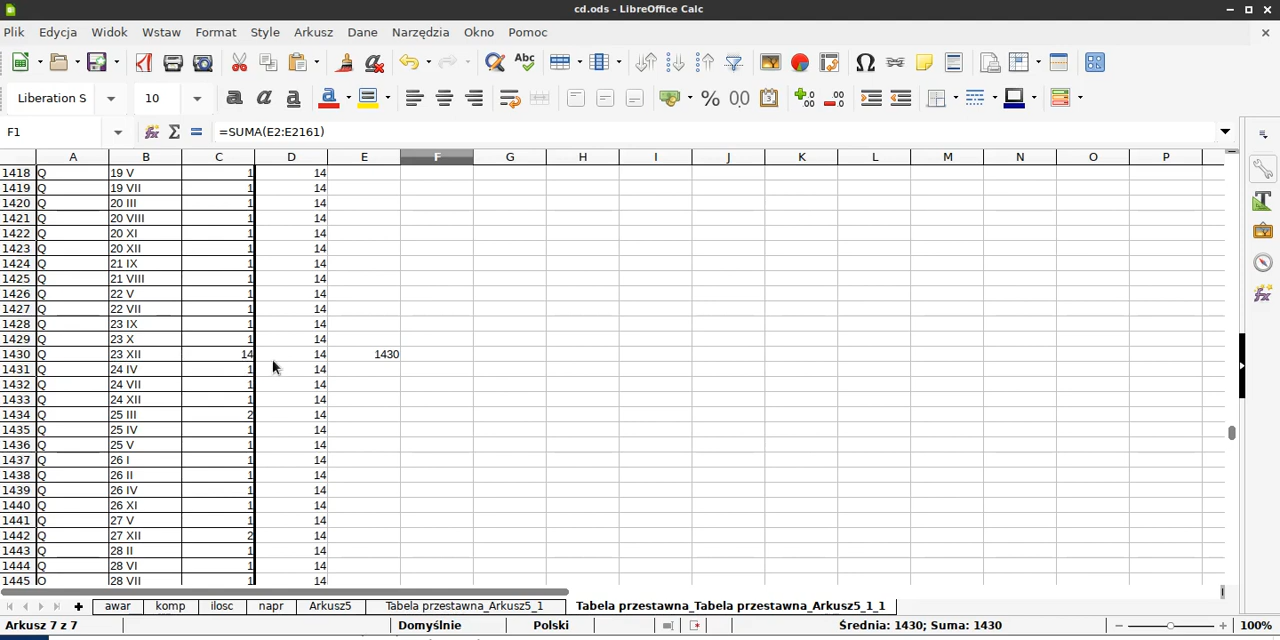 cd.ods - LibreOffice Calc
Plik Edycja Widok Wstaw Format Style Arkusz Dane Narzędzia Okno Pomoc
Liberation S 10
F1 =SUMA(E2:E2161)
A B C D E F G H I J K L M N O P
1418 Q 19 V 1 14
1419 Q 19 VII 1 14
1420 Q 20 III 1 14
1421 Q 20 VIII 1 14
1422 Q 20 XI 1 14
1423 Q 20 XII 1 14
1424 Q 21 IX 1 14
1425 Q 21 VIII 1 14
1426 Q 22 V 1 14
1427 Q 22 VII 1 14
1428 Q 23 IX 1 14
1429 Q 23 X 1 14
1430 Q 23 XII 14 14 1430
1431 Q 24 IV 1 14
1432 Q 24 VII 1 14
1433 Q 24 XII 1 14
1434 Q 25 III 2 14
1435 Q 25 IV 1 14
1436 Q 25 V 1 14
1437 Q 26 I 1 14
1438 Q 26 II 1 14
1439 Q 26 IV 1 14
1440 Q 26 XI 1 14
1441 Q 27 V 1 14
1442 Q 27 XII 2 14
1443 Q 28 II 1 14
1444 Q 28 VI 1 14
1445 Q 28 VII 1 14
awar komp ilosc napr Arkusz5 Tabela przestawna_Arkusz5_1 Tabela przestawna_Tabela przestawna_Arkusz5_1_1
Arkusz 7 z 7 Domyślnie Polski Średnia: 1430; Suma: 1430 100%